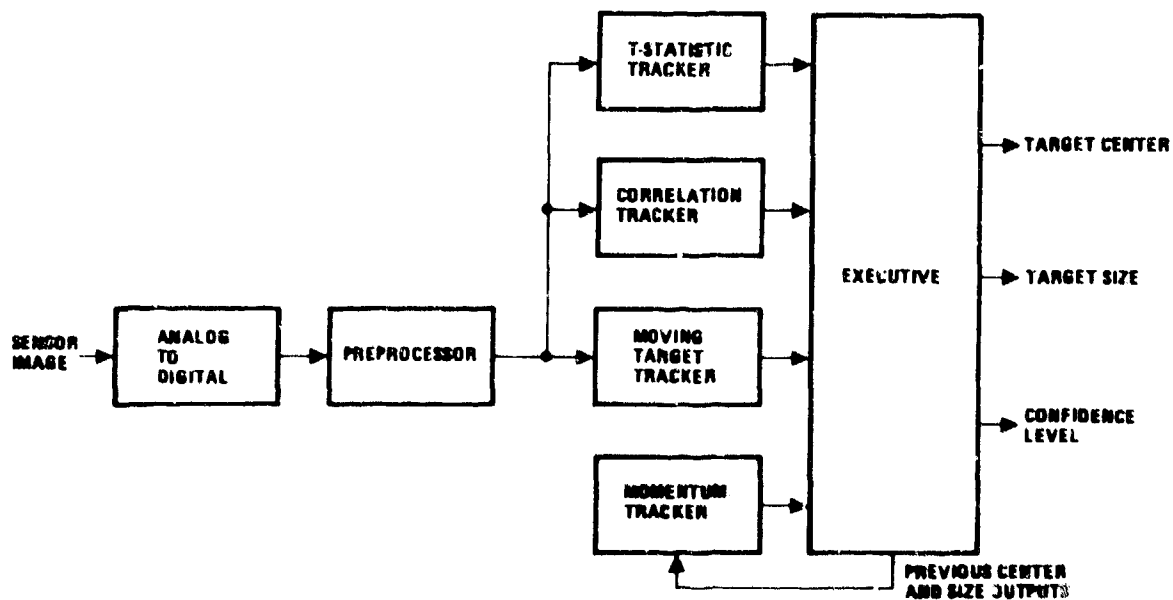 T-STATISTIC
TRACKER
TARGET CENTER
CORRELATION
TRACKER
EXECUTIVE
TARGET SIZE
SENSOR
IMAGE
ANALOG
TO
DIGITAL
PREPROCESSOR
MOVING
TARGET
TRACKER
CONFIDENCE
LEVEL
MOMENTUM
TRACKER
PREVIOUS CENTER
AND SIZE OUTPUTS